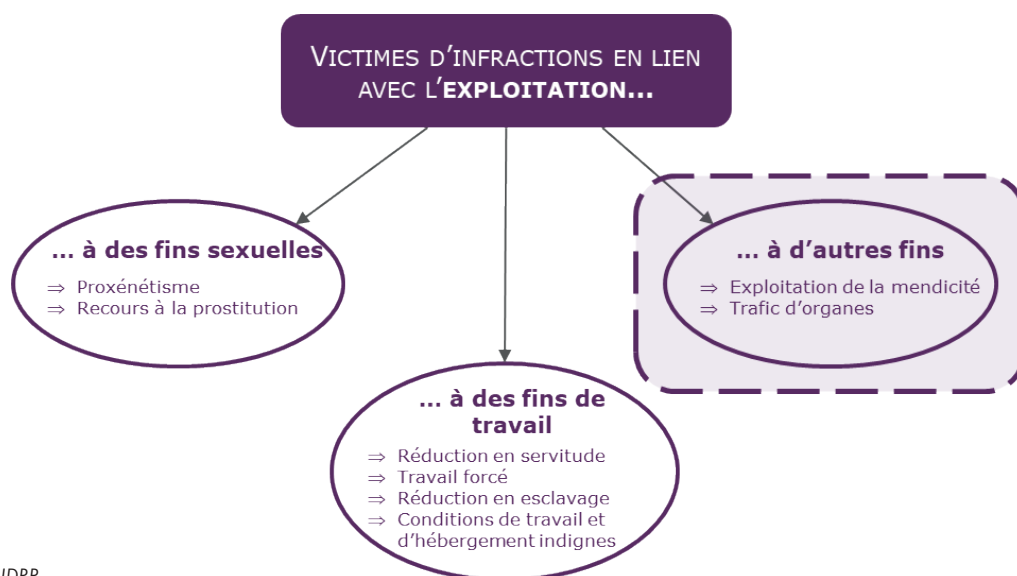 VICTIMES D'INFRACTIONS EN LIEN
AVEC L'EXPLOITATION...
... à des fins sexuelles
⇒ Proxénétisme
⇒ Recours à la prostitution
... à d'autres fins
⇒ Exploitation de la mendicité
⇒ Trafic d'organes
... à des fins de
travail
⇒ Réduction en servitude
⇒ Travail forcé
⇒ Réduction en esclavage
⇒ Conditions de travail et
d'hébergement indignes